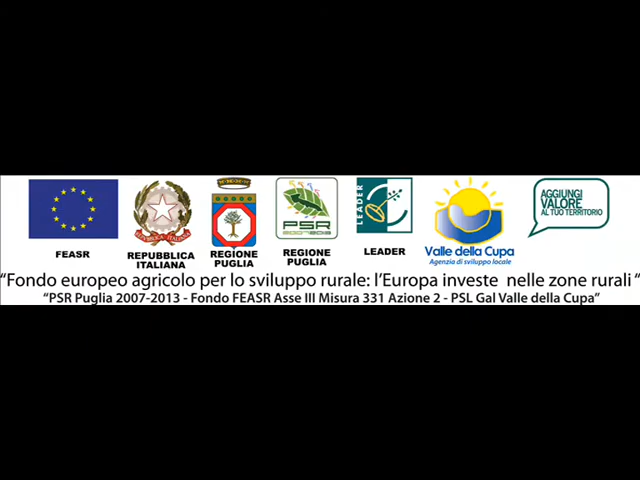 FEASR
REPUBBLICA ITALIANA
REGIONE PUGLIA
PSR
2007 2013
REGIONE PUGLIA
LEADER
LEADER
Valle della Cupa
Agenzia di sviluppo locale
AGGIUNGI
VALORE
AL TUO TERRITORIO
“Fondo europeo agricolo per lo sviluppo rurale: l’Europa investe nelle zone rurali“
“PSR Puglia 2007-2013 - Fondo FEASR Asse III Misura 331 Azione 2 - PSL Gal Valle della Cupa”